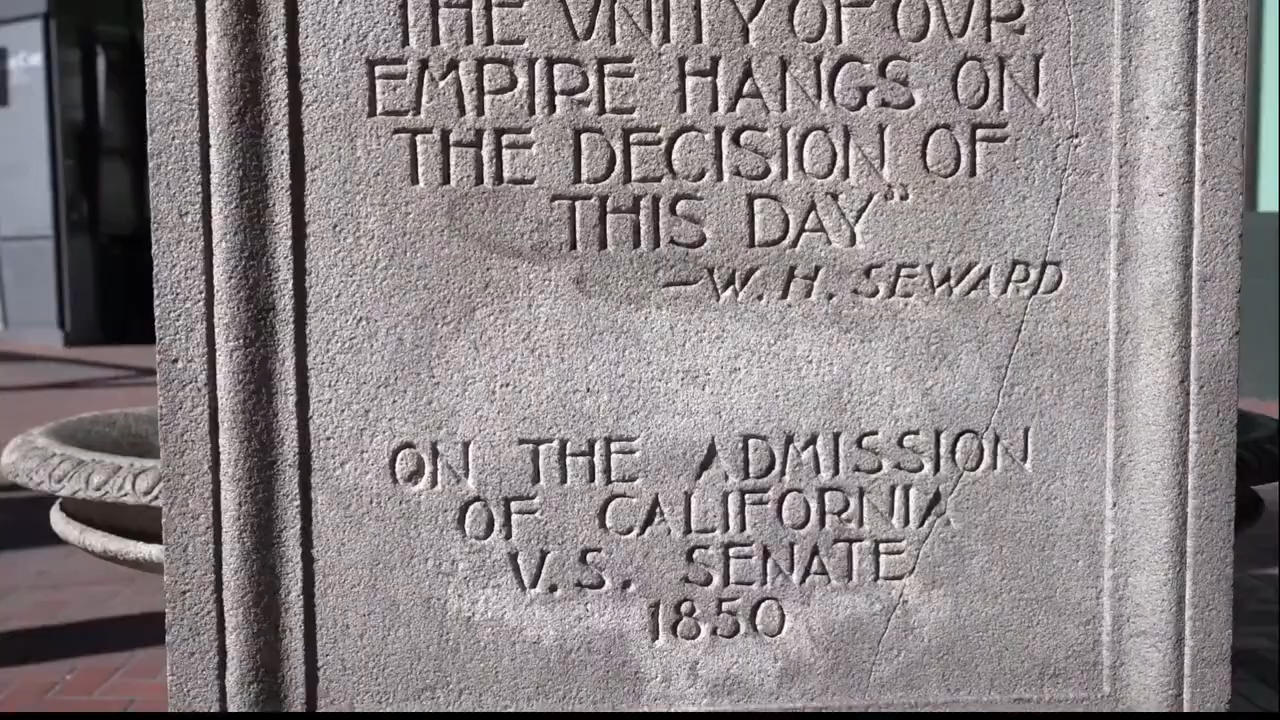 THE VNITY OF OVR
EMPIRE HANGS ON
THE DECISION OF
THIS DAY"
–W. H. SEWARD
ON THE ADMISSION
OF CALIFORNIA
V. S. SENATE
1850